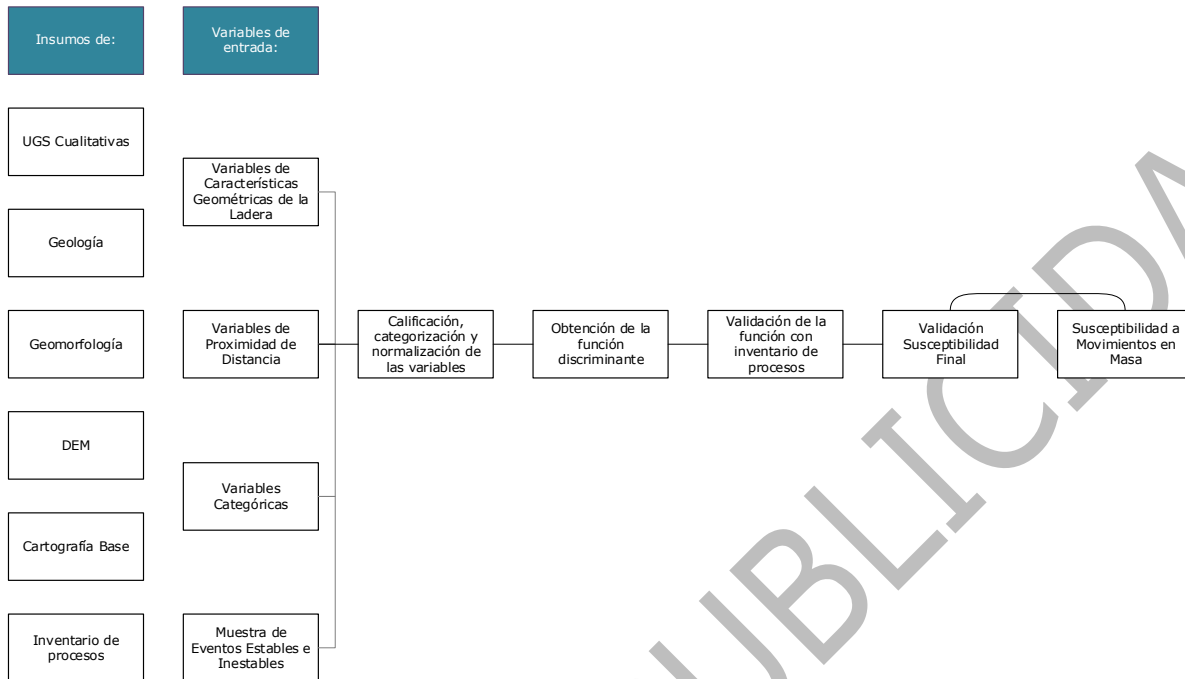 Insumos de:
Variables de
entrada:
UGS Cualitativas
Geología
Geomorfología
DEM
Cartografía Base
Inventario de
procesos
Variables de
Características
Geométricas de la
Ladera
Variables de
Proximidad de
Distancia
Variables
Categóricas
Muestra de
Eventos Estables e
Inestables
Calificación,
categorización y
normalización de
las variables
Obtención de la
función
discriminante
Validación de la
función con
inventario de
procesos
Validación
Susceptibilidad
Final
Susceptibilidad a
Movimientos en
Masa
UBLICIDA